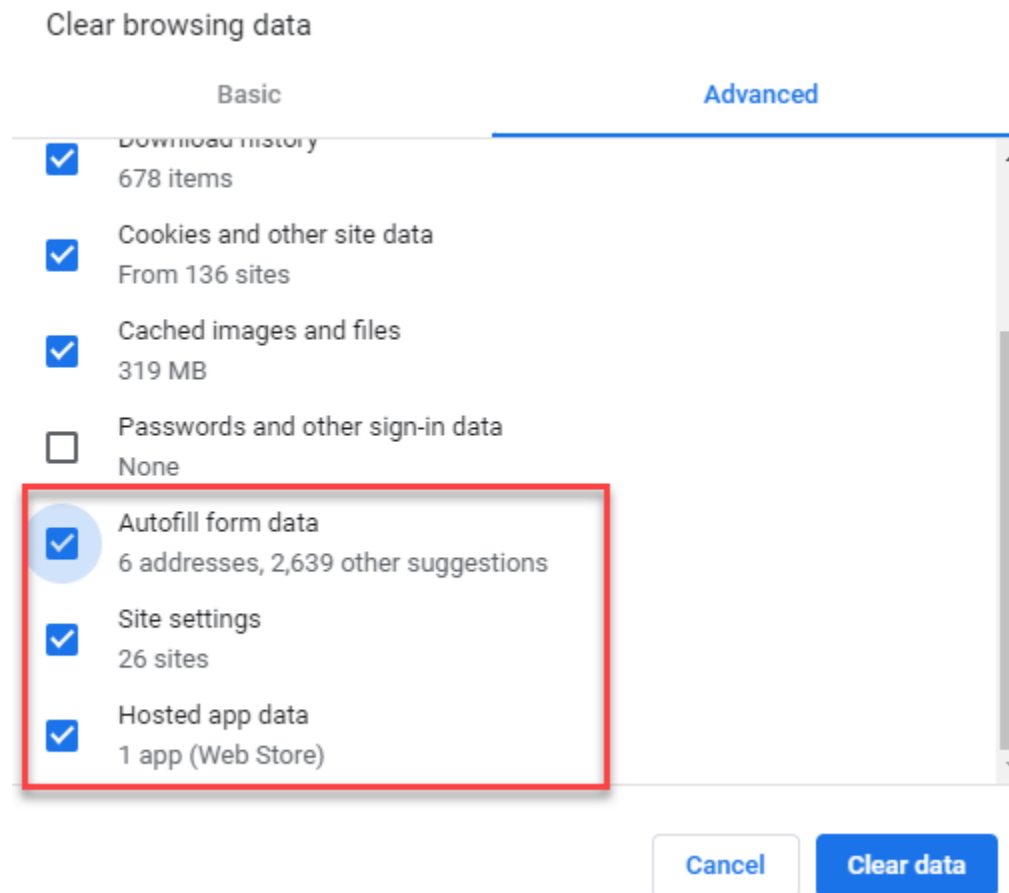 Clear browsing data
Basic
Advanced
Download history
678 items
Cookies and other site data
From 136 sites
Cached images and files
319 MB
Passwords and other sign-in data
None
Autofill form data
6 addresses, 2,639 other suggestions
Site settings
26 sites
Hosted app data
1 app (Web Store)
Cancel
Clear data